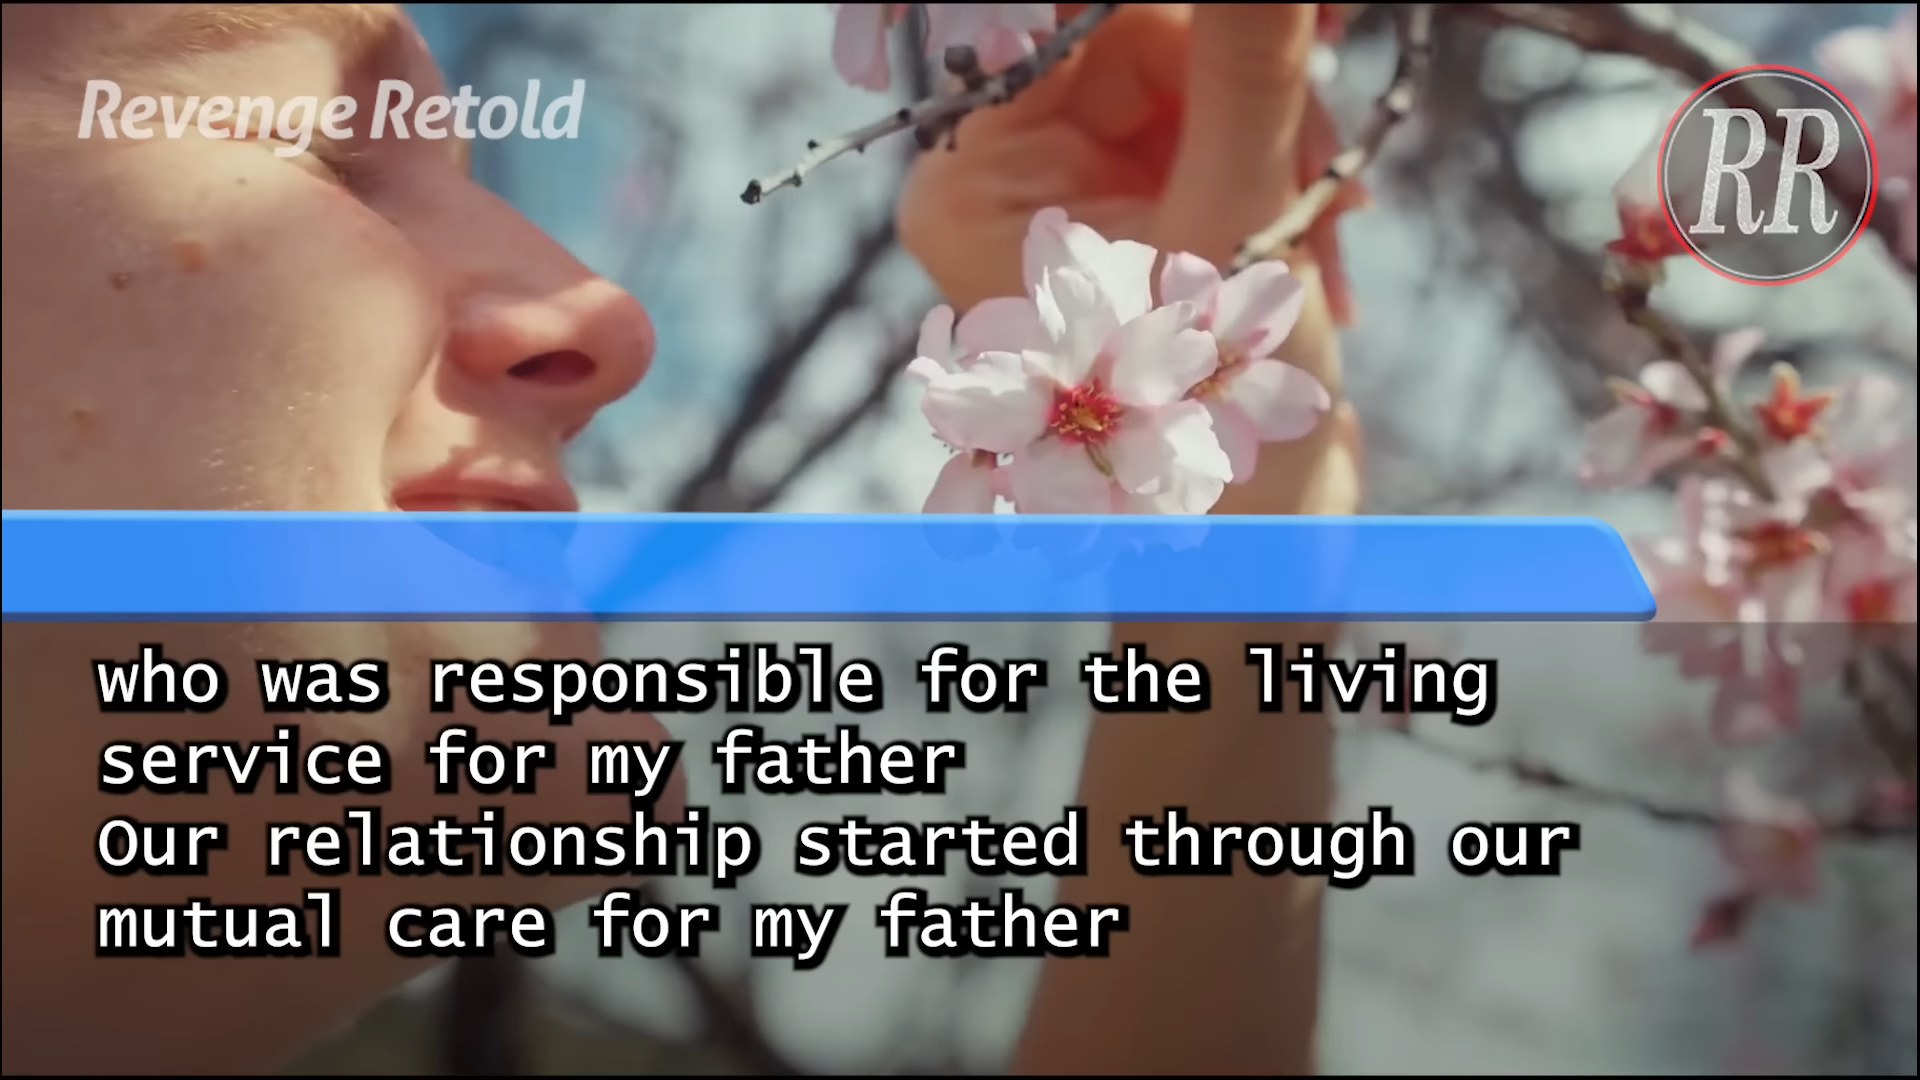 Revenge Retold
RR
who was responsible for the living
service for my father
Our relationship started through our
mutual care for my father